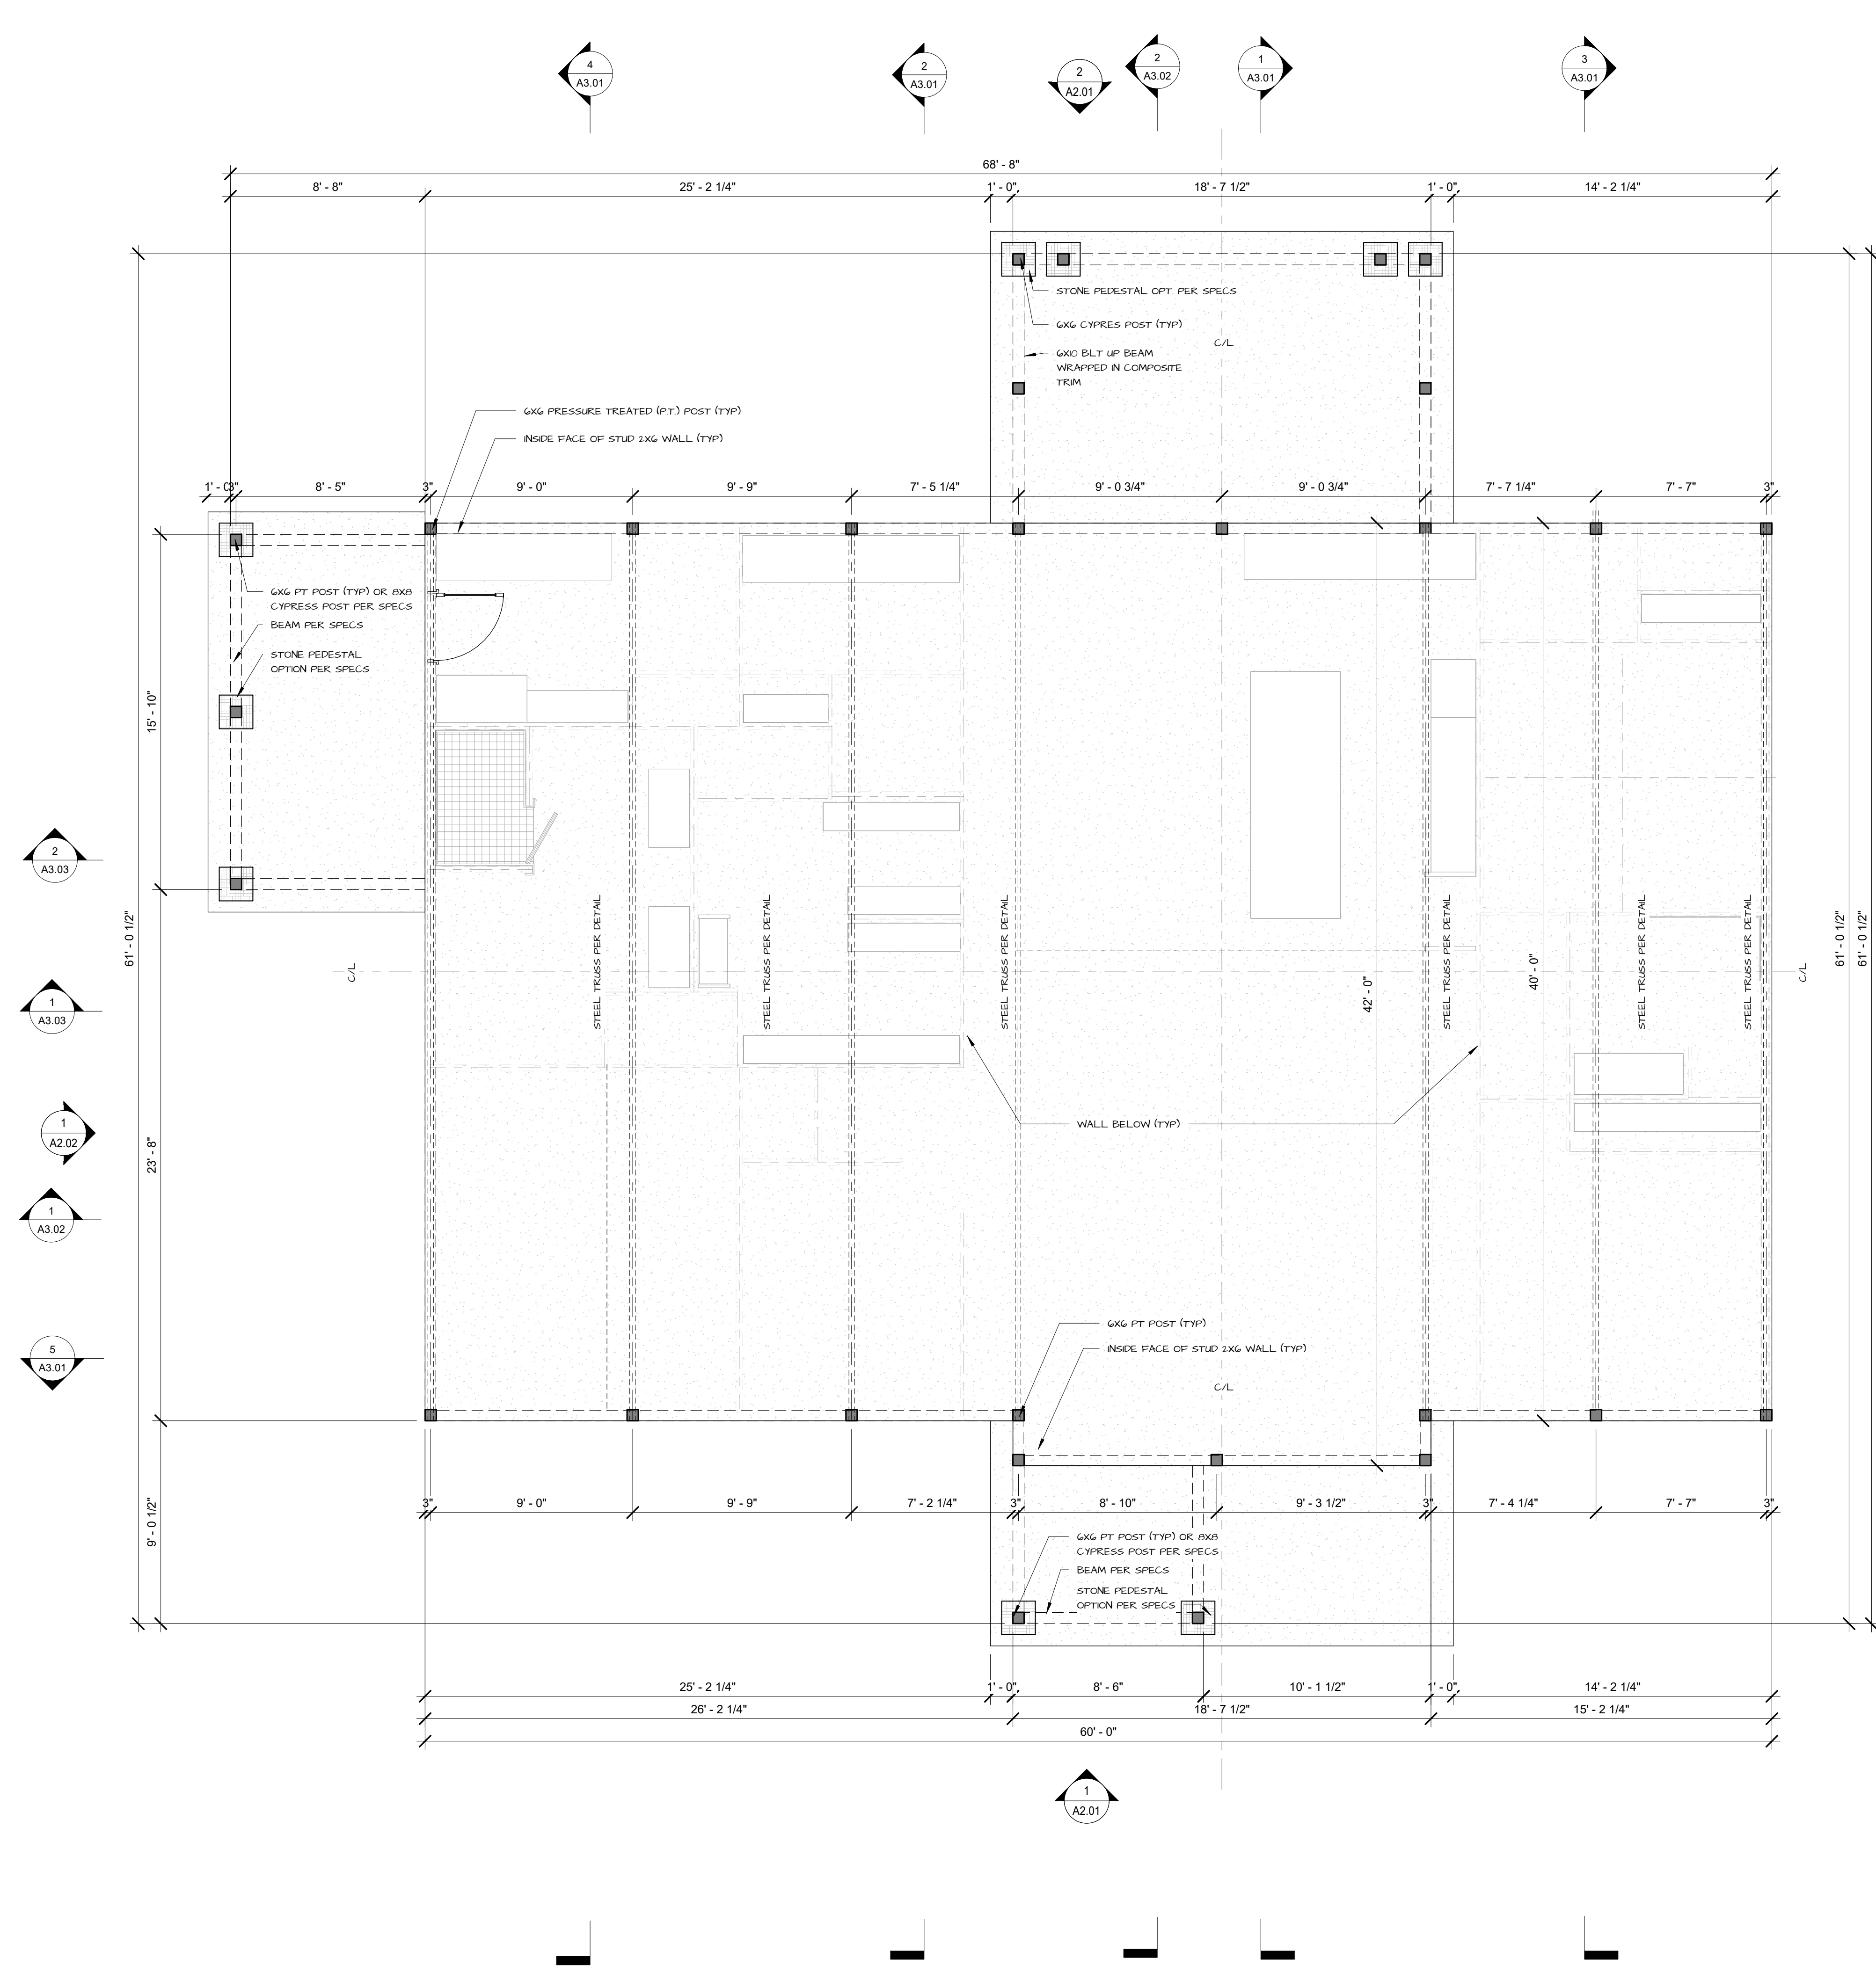 4
A3.01
2
A3.01
2
A2.01
2
A3.02
1
A3.01
3
A3.01
68' - 8"
8' - 8"
25' - 2 1/4"
1' - 0"
18' - 7 1/2"
1' - 0"
14' - 2 1/4"
STONE PEDESTAL OPT. PER SPECS
6X6 CYPRES POST (TYP)
C/L
6X10 BLT UP BEAM
WRAPPED IN COMPOSITE
TRIM
6X6 PRESSURE TREATED (P.T.) POST (TYP)
INSIDE FACE OF STUD 2X6 WALL (TYP)
1' - 0"
3"
8' - 5"
3"
9' - 0"
9' - 9"
7' - 5 1/4"
9' - 0 3/4"
9' - 0 3/4"
7' - 7 1/4"
7' - 7"
3"
6X6 PT POST (TYP) OR 8X8
CYPRESS POST PER SPECS
BEAM PER SPECS
STONE PEDESTAL
OPTION PER SPECS
15' - 10"
2
A3.03
61' - 0 1/2"
STEEL TRUSS PER DETAIL
STEEL TRUSS PER DETAIL
STEEL TRUSS PER DETAIL
STEEL TRUSS PER DETAIL
STEEL TRUSS PER DETAIL
STEEL TRUSS PER DETAIL
61' - 0 1/2"
61' - 0 1/2"
C/L
C/L
42' - 0"
40' - 0"
1
A3.03
1
A2.02
WALL BELOW (TYP)
23' - 8"
1
A3.02
5
A3.01
6X6 PT POST (TYP)
INSIDE FACE OF STUD 2X6 WALL (TYP)
C/L
9' - 0 1/2"
3"
9' - 0"
9' - 9"
7' - 2 1/4"
3"
8' - 10"
9' - 3 1/2"
3"
7' - 4 1/4"
7' - 7"
3"
6X6 PT POST (TYP) OR 8X8
CYPRESS POST PER SPECS
BEAM PER SPECS
STONE PEDESTAL
OPTION PER SPECS
25' - 2 1/4"
1' - 0"
8' - 6"
10' - 1 1/2"
1' - 0"
14' - 2 1/4"
26' - 2 1/4"
18' - 7 1/2"
15' - 2 1/4"
60' - 0"
1
A2.01